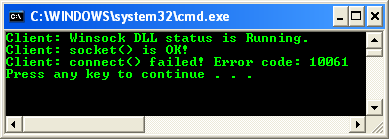 C:\WINDOWS\system32\cmd.exe
Client: Winsock DLL status is Running.
Client: socket() is OK!
Client: connect() failed! Error code: 10061
Press any key to continue . . .